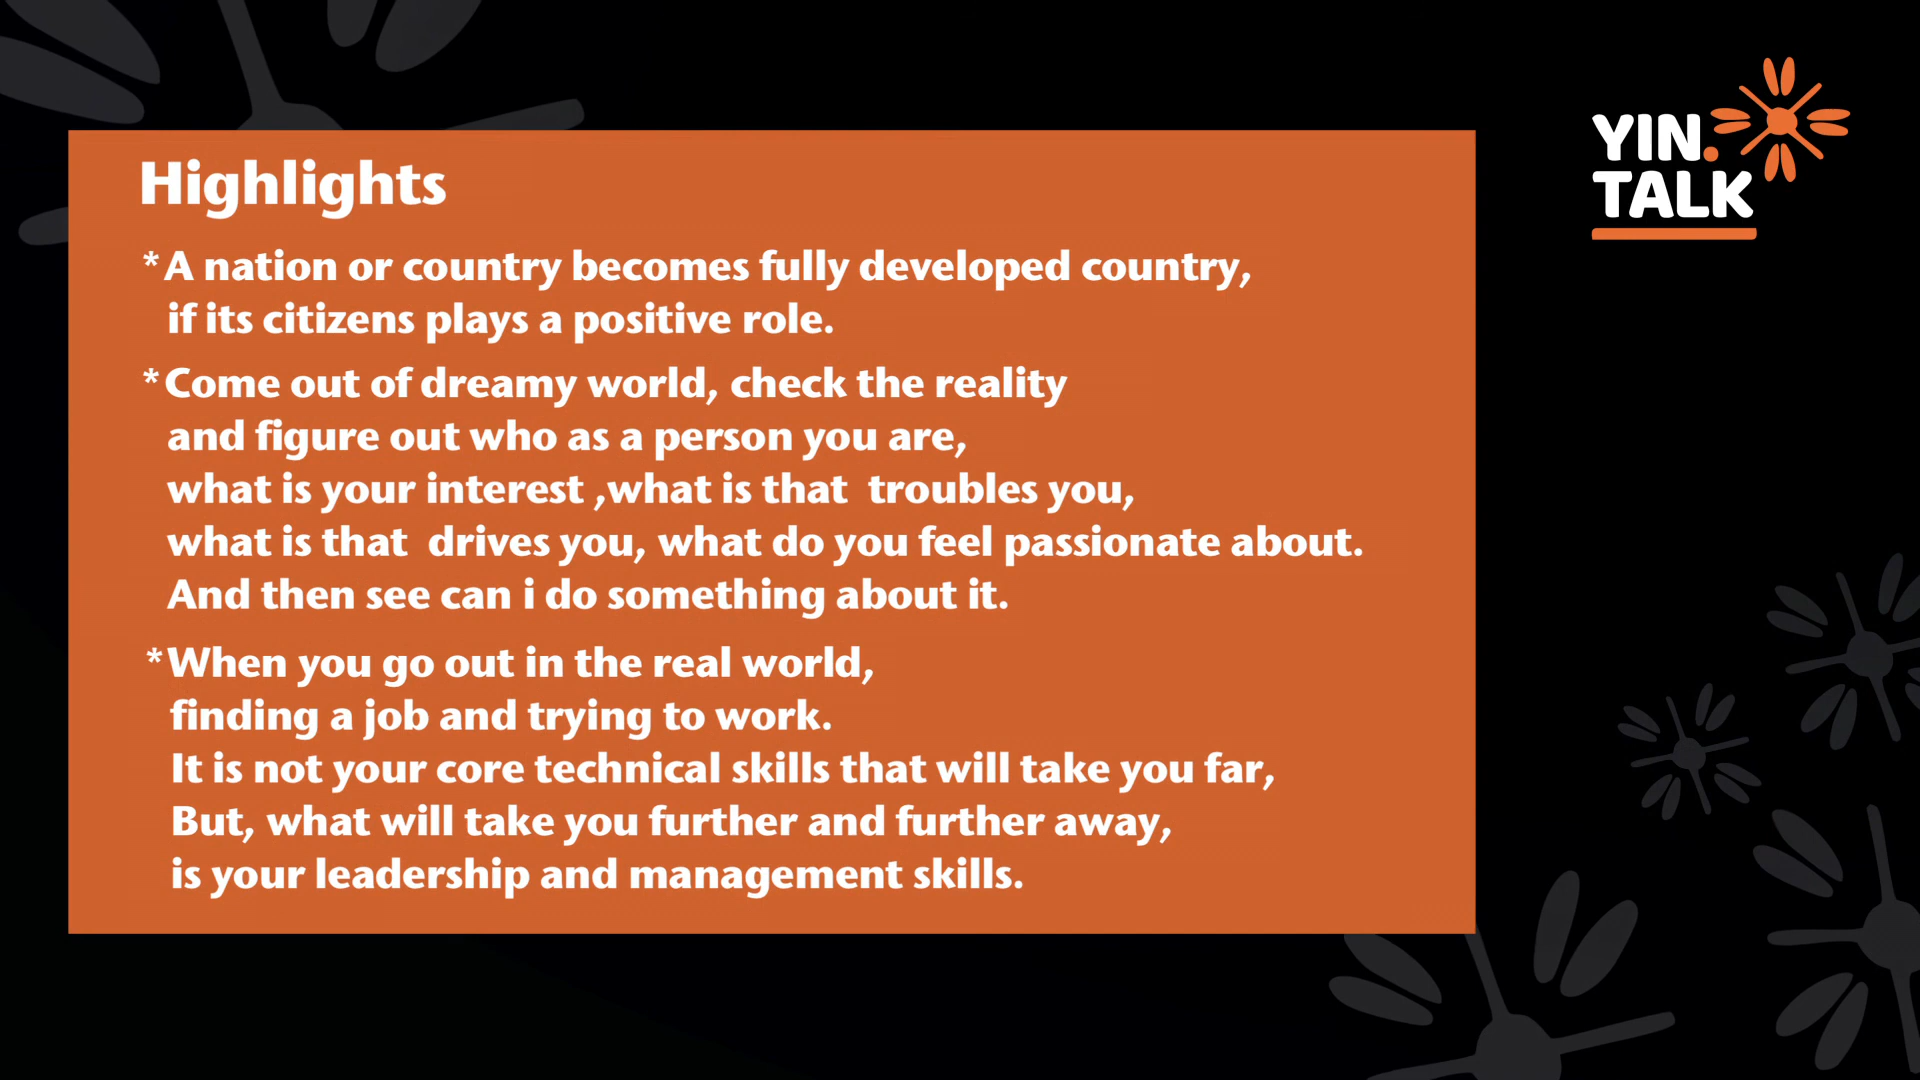 Highlights
*A nation or country becomes fully developed country,
if its citizens plays a positive role.
*Come out of dreamy world, check the reality
and figure out who as a person you are,
what is your interest ,what is that  troubles you,
what is that  drives you, what do you feel passionate about.
And then see can i do something about it.
*When you go out in the real world,
finding a job and trying to work.
It is not your core technical skills that will take you far,
But, what will take you further and further away,
is your leadership and management skills.
YIN.
TALK